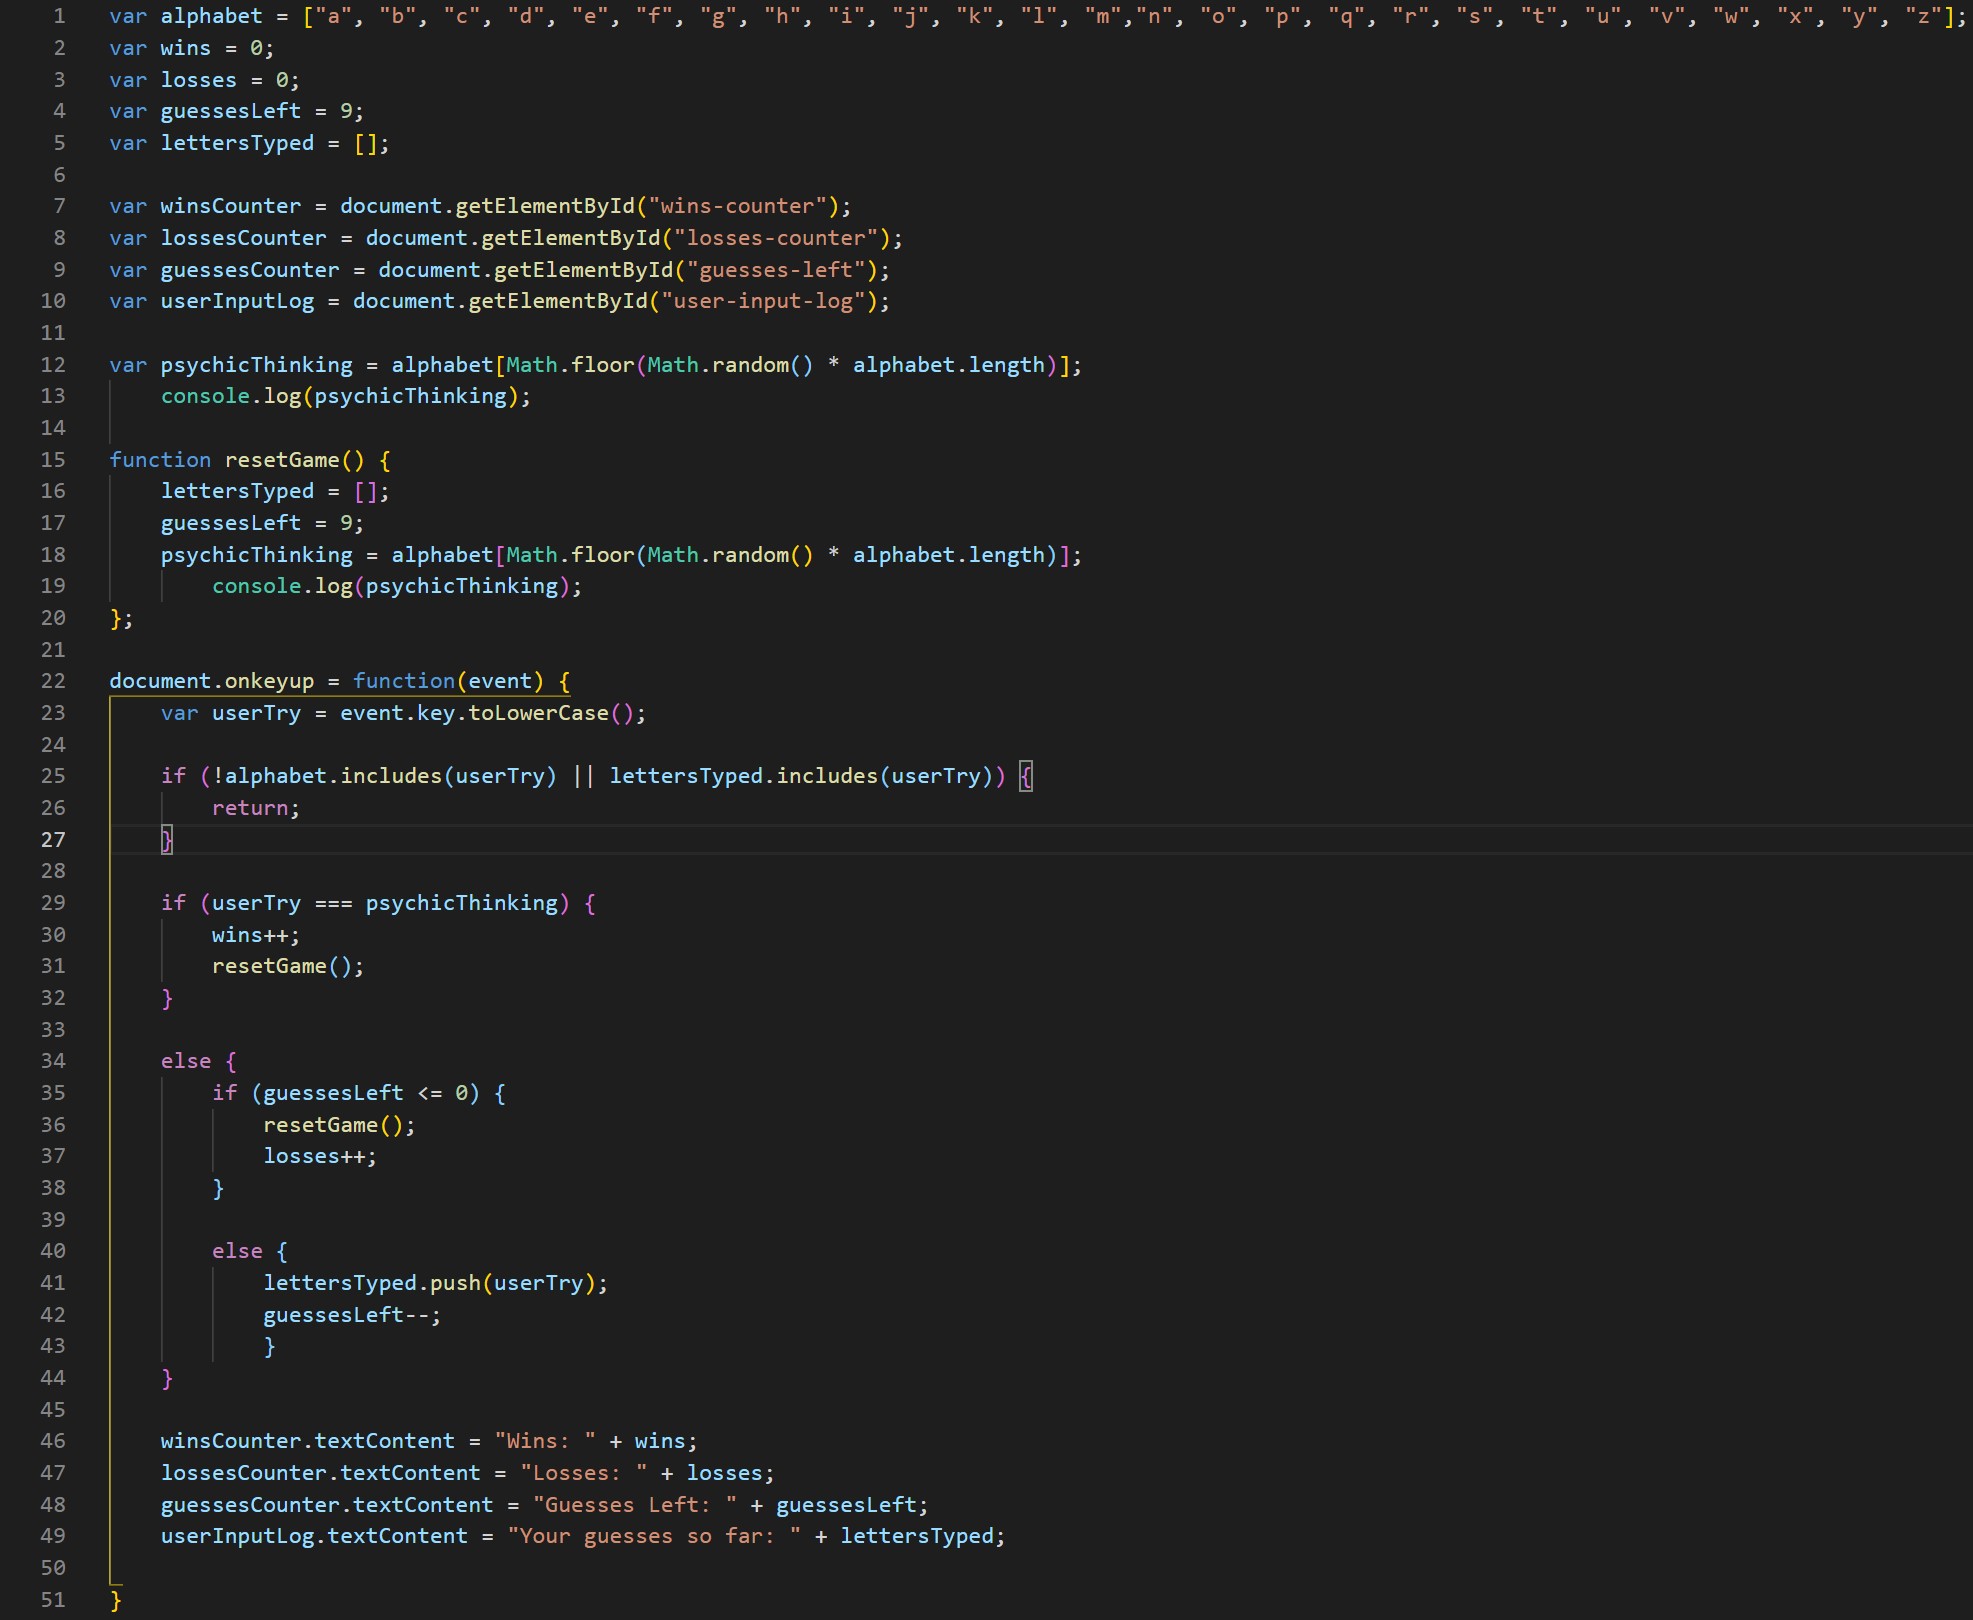 1 var alphabet = ["a", "b", "c", "d", "e", "f", "g", "h", "i", "j", "k", "l", "m","n", "o", "p", "q", "r", "s", "t", "u", "v", "w", "x", "y", "z"];
2 var wins = 0;
3 var losses = 0;
4 var guessesLeft = 9;
5 var lettersTyped = [];
6
7 var winsCounter = document.getElementById("wins-counter");
8 var lossesCounter = document.getElementById("losses-counter");
9 var guessesCounter = document.getElementById("guesses-left");
10 var userInputLog = document.getElementById("user-input-log");
11
12 var psychicThinking = alphabet[Math.floor(Math.random() * alphabet.length)];
13     console.log(psychicThinking);
14
15 function resetGame() {
16     lettersTyped = [];
17     guessesLeft = 9;
18     psychicThinking = alphabet[Math.floor(Math.random() * alphabet.length)];
19         console.log(psychicThinking);
20 };
21
22 document.onkeyup = function(event) {
23     var userTry = event.key.toLowerCase();
24
25     if (!alphabet.includes(userTry) || lettersTyped.includes(userTry)) {
26         return;
27     }
28
29     if (userTry === psychicThinking) {
30         wins++;
31         resetGame();
32     }
33
34     else {
35         if (guessesLeft <= 0) {
36             resetGame();
37             losses++;
38         }
39
40         else {
41             lettersTyped.push(userTry);
42             guessesLeft--;
43             }
44     }
45
46     winsCounter.textContent = "Wins: " + wins;
47     lossesCounter.textContent = "Losses: " + losses;
48     guessesCounter.textContent = "Guesses Left: " + guessesLeft;
49     userInputLog.textContent = "Your guesses so far: " + lettersTyped;
50
51 }